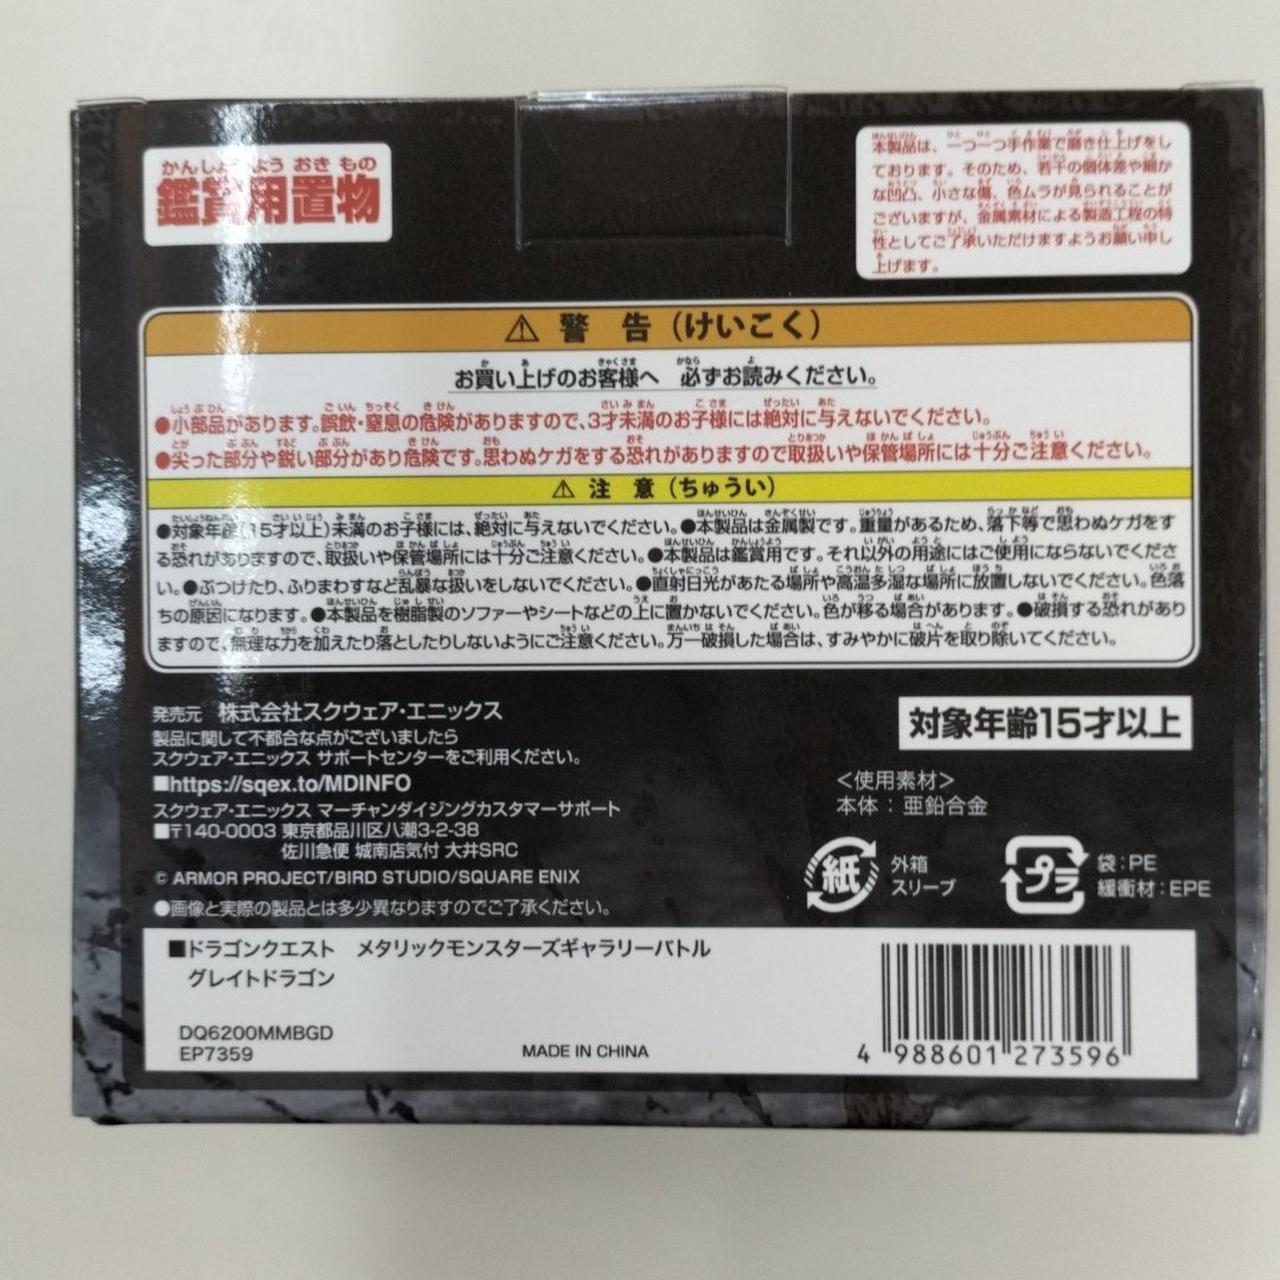 鑑賞用置物
本製品は、一つ一つ手作業で磨き仕上げをし
ております。そのため、若干の個体差や細か
な凹凸、小さな傷、色ムラが見られることが
ございますが、金属素材による製造工程の特
性としてご了承いただけますようお願い申し
上げます。
⚠ 警 告（けいこく）
お買い上げのお客様へ 必ずお読みください。
●小部品があります。誤飲・窒息の危険がありますので、3才未満のお子様には絶対に与えないでください。
●尖った部分や鋭い部分があり危険です。思わぬケガをする恐れがありますので取扱いや保管場所には十分ご注意ください。
⚠ 注 意（ちゅうい）
●対象年齢（15才以上）未満のお子様には、絶対に与えないでください。●本製品は金属製です。重量があるため、落下等で思わぬケガをす
る恐れがありますので、取扱いや保管場所には十分ご注意ください。●本製品は鑑賞用です。それ以外の用途にはご使用にならないでくださ
い。●ぶつけたり、ふりまわすなど乱暴な扱いをしないでください。●直射日光があたる場所や高温多湿な場所に放置しないでください。色落
ちの原因になります。●本製品を樹脂製のソファーやシートなどの上に置かないでください。色が移る場合があります。●破損する恐れがあり
ますので、無理な力を加えたり落としたりしないようにご注意ください。万一破損した場合は、すみやかに破片を取り除いてください。
発売元 株式会社スクウェア・エニックス
製品に関して不都合な点がございましたら
スクウェア・エニックス サポートセンターをご利用ください。
■https://sqex.to/MDINFO
スクウェア・エニックス マーチャンダイジングカスタマーサポート
■〒140-0003 東京都品川区八潮3-2-38
佐川急便 城南店気付 大井SRC
© ARMOR PROJECT/BIRD STUDIO/SQUARE ENIX
●画像と実際の製品とは多少異なりますのでご了承ください。
対象年齢15才以上
＜使用素材＞
本体：亜鉛合金
紙 外箱
スリーブ
プラ 袋：PE
緩衝材：EPE
■ドラゴンクエスト メタリックモンスターズギャラリーバトル
グレイトドラゴン
DQ6200MMBGD
EP7359
MADE IN CHINA
4 988601 273596